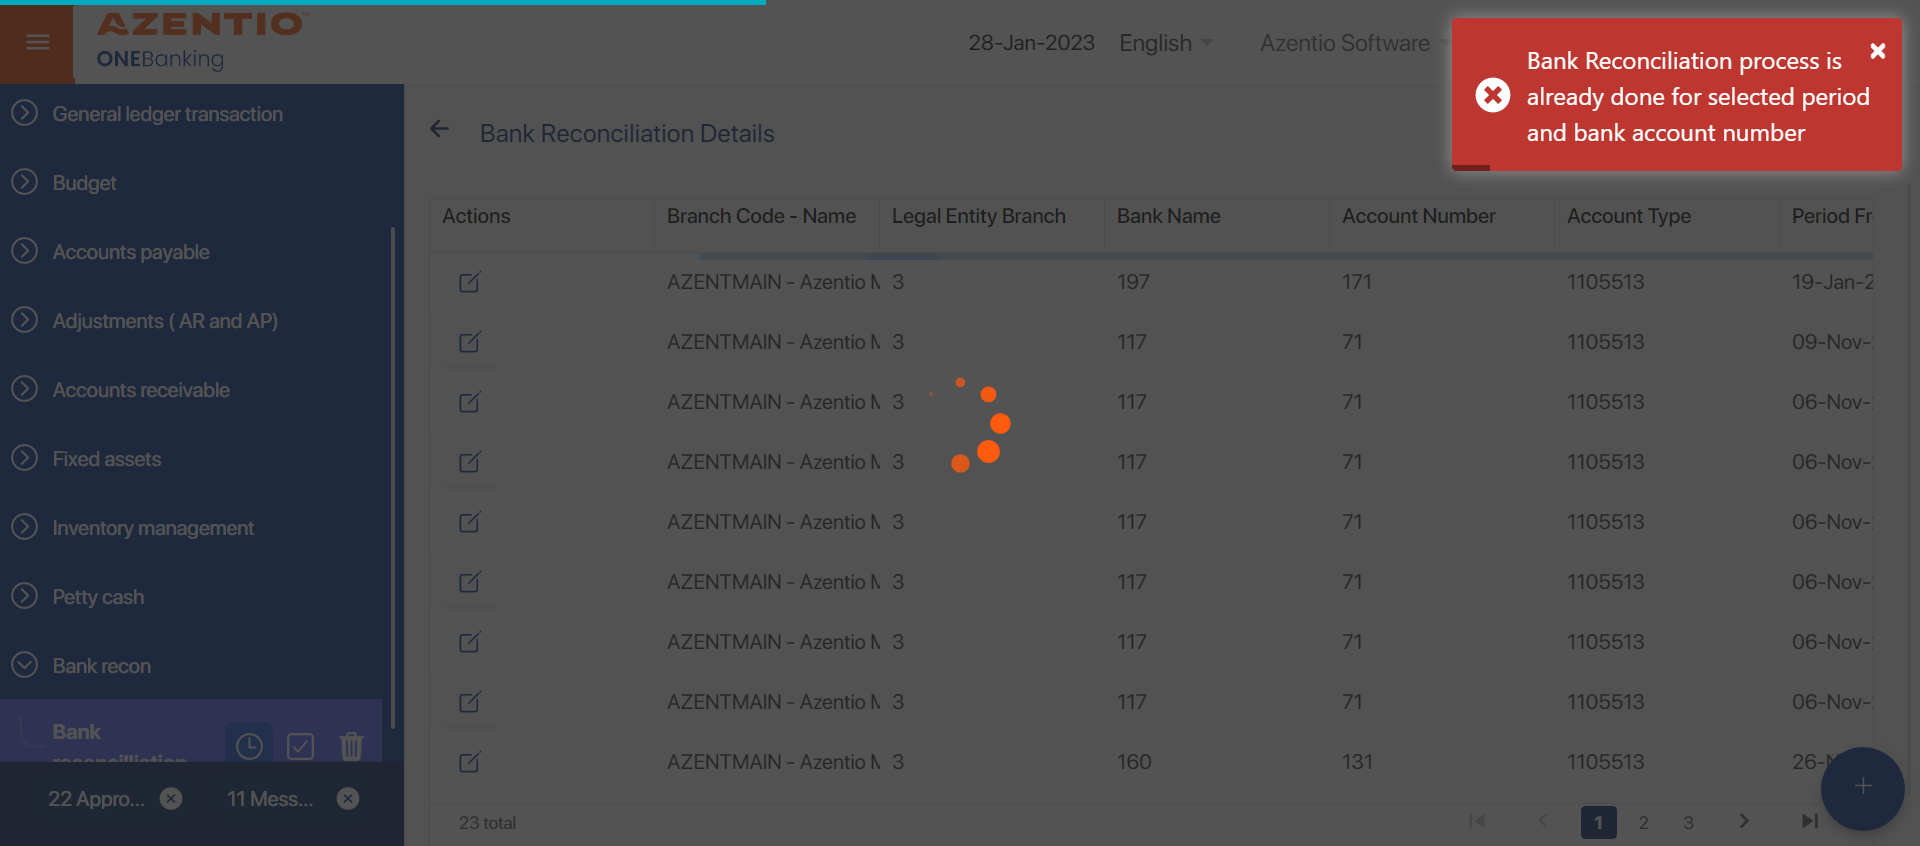 AZENTIO™
ONEBanking
28-Jan-2023 English Azentio Software
Bank Reconciliation process is
already done for selected period
and bank account number
General ledger transaction
Budget
Accounts payable
Adjustments ( AR and AP)
Accounts receivable
Fixed assets
Inventory management
Petty cash
Bank recon
Bank
reconcilliation
22 Appro...
11 Mess...
Bank Reconciliation Details
Actions Branch Code - Name Legal Entity Branch Bank Name Account Number Account Type Period Fr
AZENTMAIN - Azentio M 3 197 171 1105513 19-Jan-2
AZENTMAIN - Azentio M 3 117 71 1105513 09-Nov-
AZENTMAIN - Azentio M 3 117 71 1105513 06-Nov-
AZENTMAIN - Azentio M 3 117 71 1105513 06-Nov-
AZENTMAIN - Azentio M 3 117 71 1105513 06-Nov-
AZENTMAIN - Azentio M 3 117 71 1105513 06-Nov-
AZENTMAIN - Azentio M 3 117 71 1105513 06-Nov-
AZENTMAIN - Azentio M 3 117 71 1105513 06-Nov-
AZENTMAIN - Azentio M 3 160 131 1105513 26-N
23 total 1 2 3